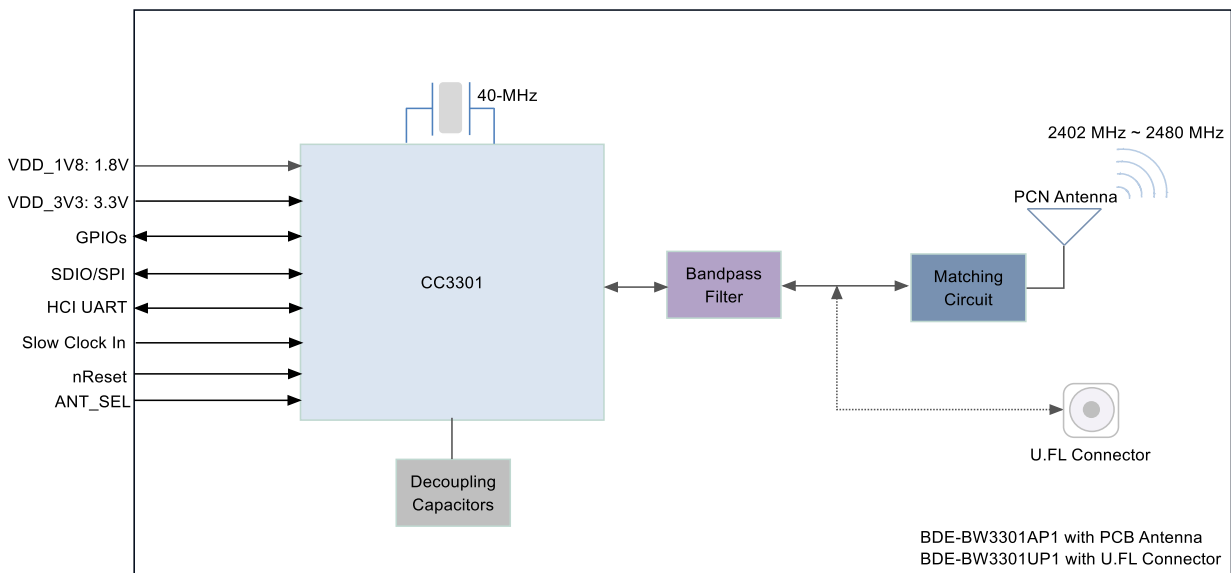 40-MHz
2402 MHz ~ 2480 MHz
VDD_1V8: 1.8V
VDD_3V3: 3.3V
PCN Antenna
GPIOs
SDIO/SPI
CC3301
Bandpass
Filter
Matching
Circuit
HCI UART
Slow Clock In
nReset
ANT_SEL
U.FL Connector
Decoupling
Capacitors
BDE-BW3301AP1 with PCB Antenna
BDE-BW3301UP1 with U.FL Connector